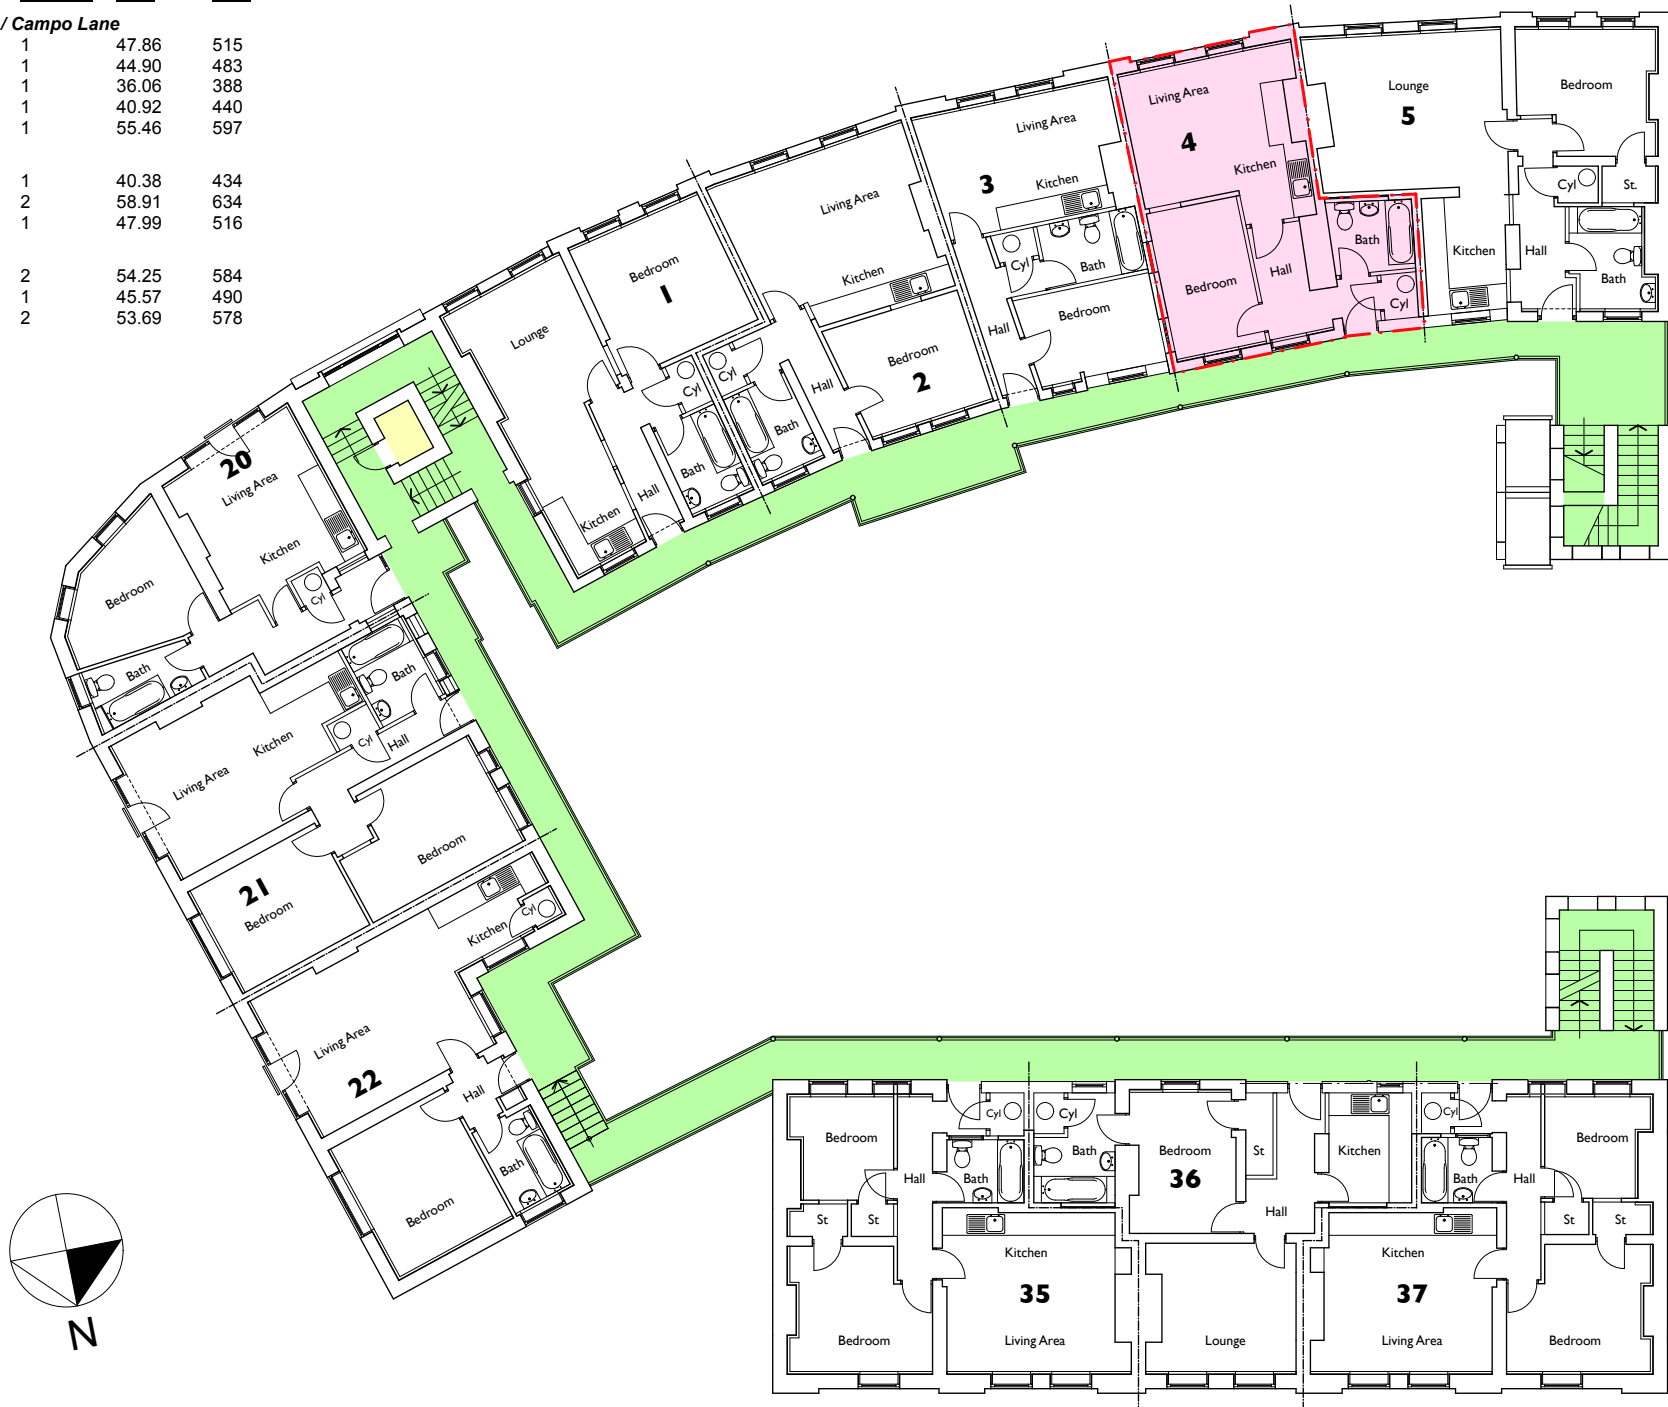 / Campo Lane
1 47.86 515
1 44.90 483
1 36.06 388
1 40.92 440
1 55.46 597
1 40.38 434
2 58.91 634
1 47.99 516
2 54.25 584
1 45.57 490
2 53.69 578
Living Area
4
Kitchen
Bedroom
Hall
Bath
Cyl
Lounge
5
Kitchen
Bedroom
Cyl
St.
Hall
Bath
Living Area
3
Kitchen
Cyl
Bath
Hall
Bedroom
Living Area
Kitchen
Bedroom
2
Hall
Cyl
Bath
Bedroom
1
Lounge
Cyl
Bath
Hall
Kitchen
20
Living Area
Kitchen
Bedroom
Cyl
Bath
Bath
Kitchen
Cyl
Hall
Living Area
Bedroom
21
Bedroom
Cyl
Kitchen
Living Area
22
Hall
Bath
Bedroom
N
Bedroom
Hall
Cyl
Bath
St
St
Kitchen
35
Bedroom
Living Area
Cyl
Bath
Bedroom
36
St
Kitchen
Hall
Lounge
Cyl
Bath
Hall
Bedroom
St
St
Kitchen
37
Living Area
Bedroom